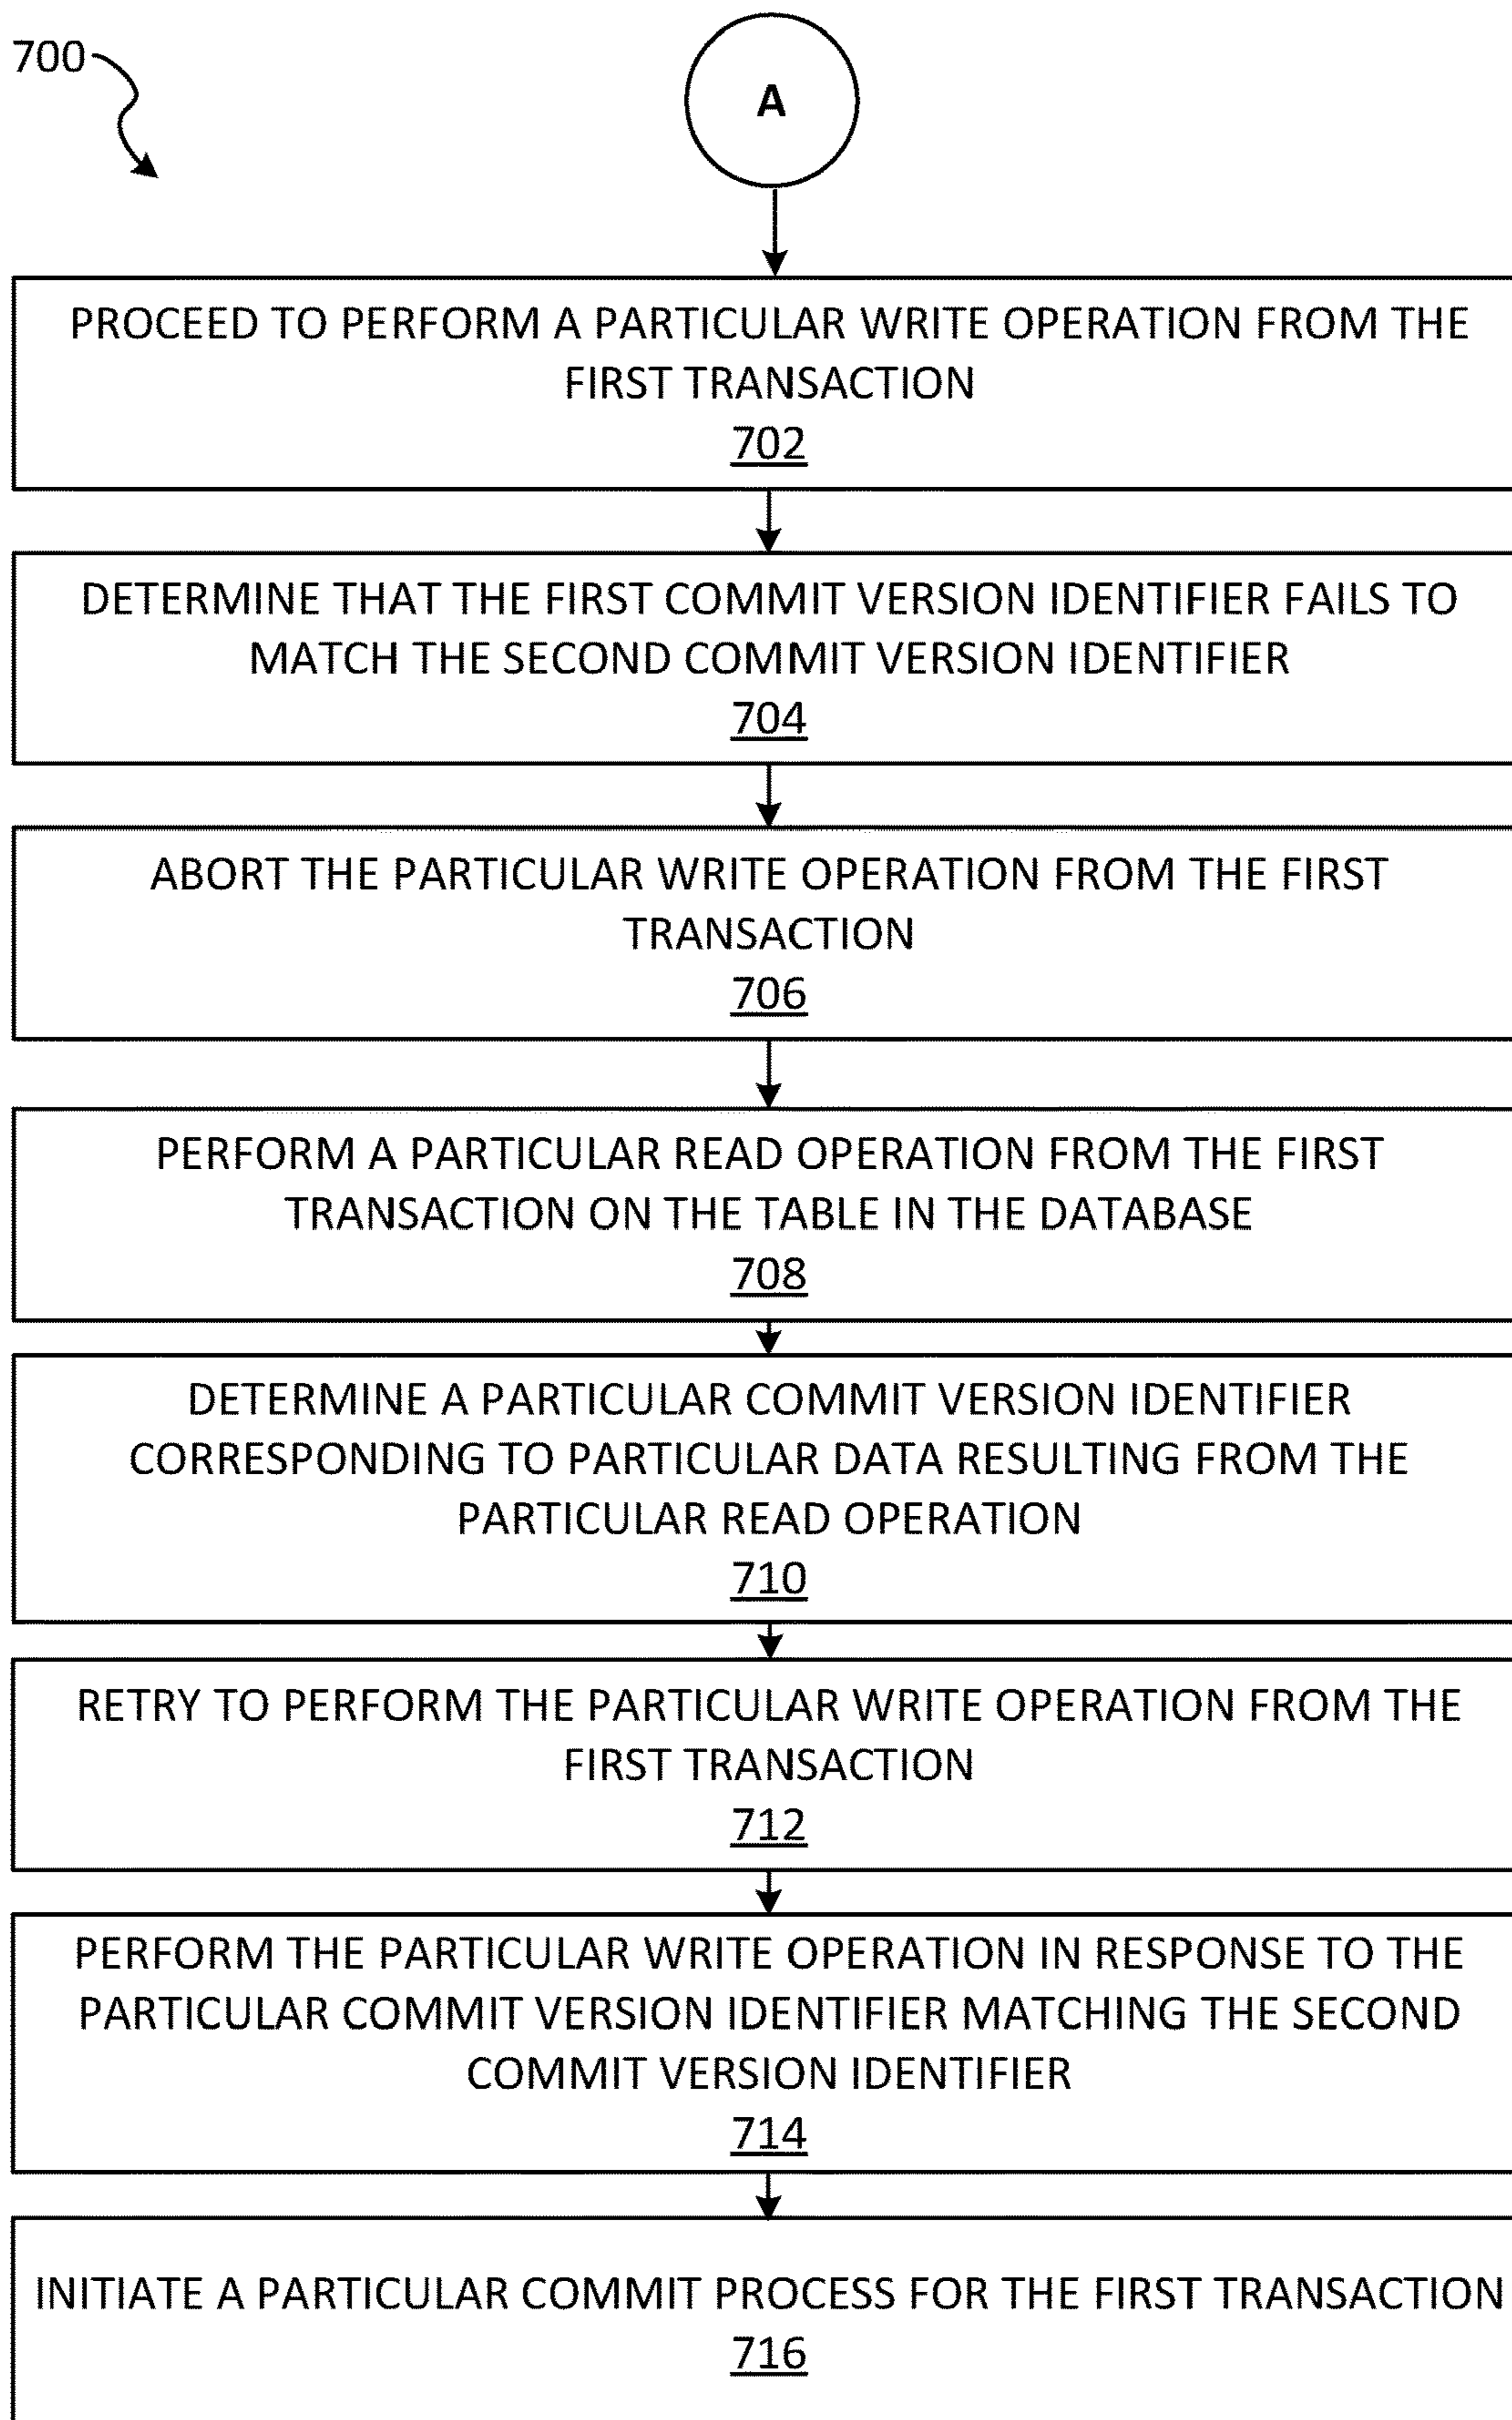 700
A
PROCEED TO PERFORM A PARTICULAR WRITE OPERATION FROM THE
FIRST TRANSACTION
702
DETERMINE THAT THE FIRST COMMIT VERSION IDENTIFIER FAILS TO
MATCH THE SECOND COMMIT VERSION IDENTIFIER
704
ABORT THE PARTICULAR WRITE OPERATION FROM THE FIRST
TRANSACTION
706
PERFORM A PARTICULAR READ OPERATION FROM THE FIRST
TRANSACTION ON THE TABLE IN THE DATABASE
708
DETERMINE A PARTICULAR COMMIT VERSION IDENTIFIER
CORRESPONDING TO PARTICULAR DATA RESULTING FROM THE
PARTICULAR READ OPERATION
710
RETRY TO PERFORM THE PARTICULAR WRITE OPERATION FROM THE
FIRST TRANSACTION
712
PERFORM THE PARTICULAR WRITE OPERATION IN RESPONSE TO THE
PARTICULAR COMMIT VERSION IDENTIFIER MATCHING THE SECOND
COMMIT VERSION IDENTIFIER
714
INITIATE A PARTICULAR COMMIT PROCESS FOR THE FIRST TRANSACTION
716